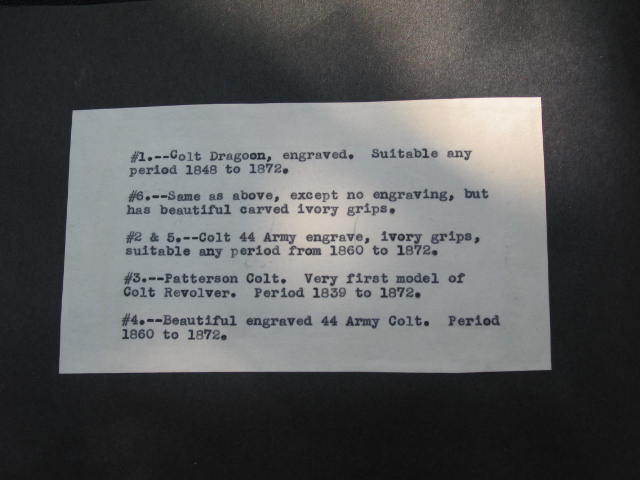 #1.--Colt Dragoon, engraved.  Suitable any
period 1848 to 1872.
#6.--Same as above, except no engraving, but
has beautiful carved ivory grips.
#2 & 5.--Colt 44 Army engrave, ivory grips,
suitable any period from 1860 to 1872.
#3.--Patterson Colt.  Very first model of
Colt Revolver.  Period 1839 to 1872.
#4.--Beautiful engraved 44 Army Colt.  Period
1860 to 1872.